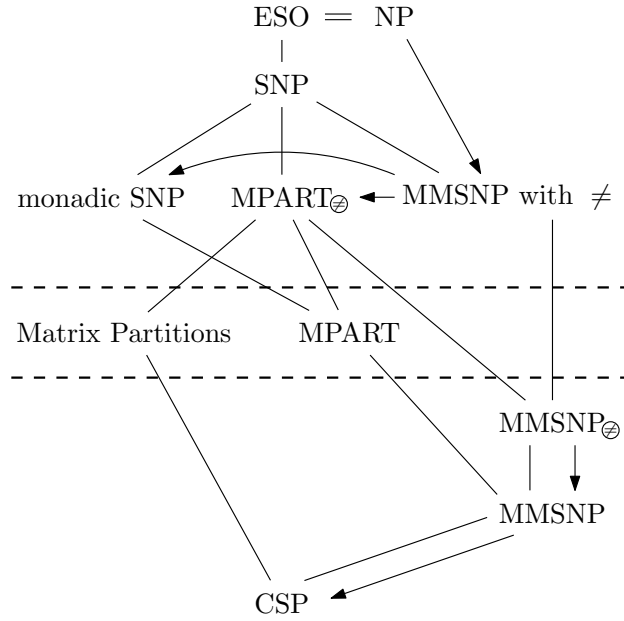 ESO = NP
SNP
monadic SNP MPART≠ MMSNP with ≠
Matrix Partitions MPART
MMSNP≠
MMSNP
CSP